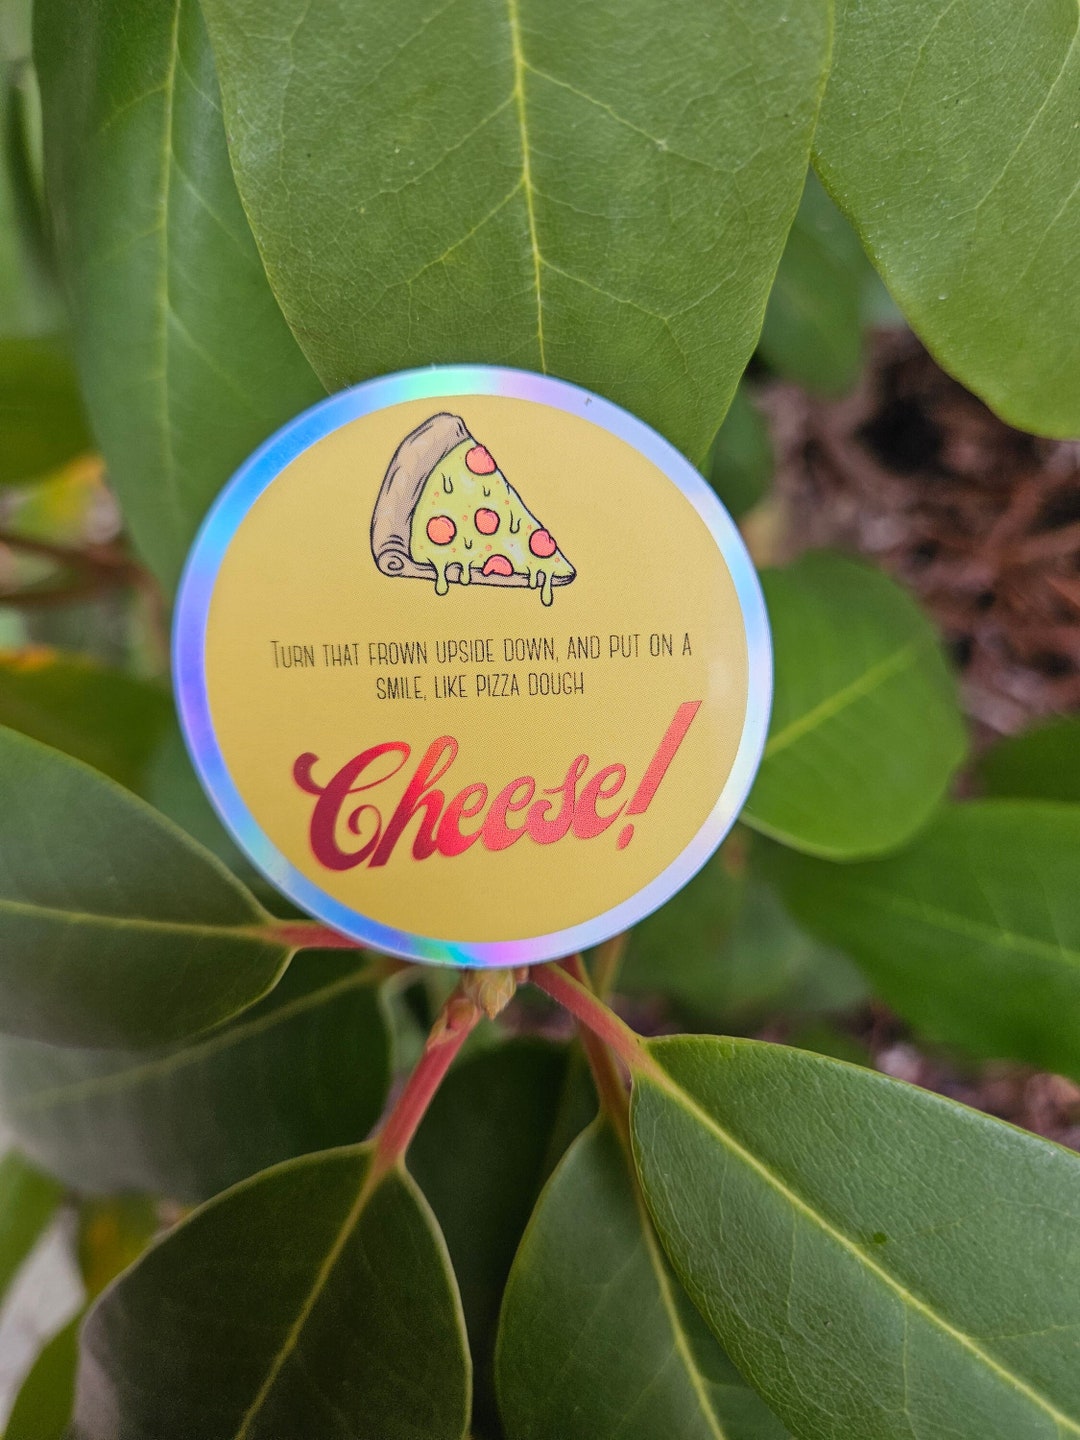 Turn that frown upside down, and put on a
smile, like pizza dough
Cheese!